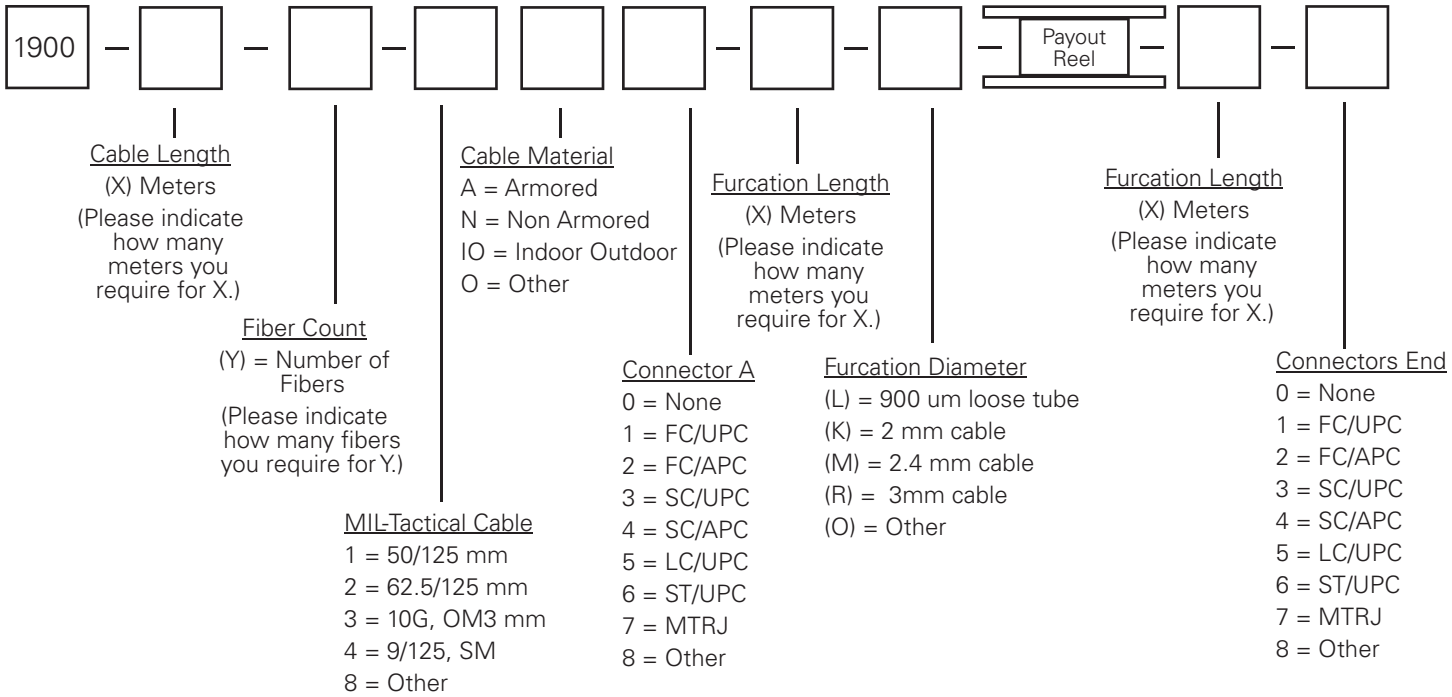 1900
Payout
Reel
Cable Length
(X) Meters
(Please indicate
how many
meters you
require for X.)
Fiber Count
(Y) = Number of
Fibers
(Please indicate
how many fibers
you require for Y.)
MIL-Tactical Cable
1 = 50/125 mm
2 = 62.5/125 mm
3 = 10G, OM3 mm
4 = 9/125, SM
8 = Other
Cable Material
A = Armored
N = Non Armored
IO = Indoor Outdoor
O = Other
Connector A
0 = None
1 = FC/UPC
2 = FC/APC
3 = SC/UPC
4 = SC/APC
5 = LC/UPC
6 = ST/UPC
7 = MTRJ
8 = Other
Furcation Length
(X) Meters
(Please indicate
how many
meters you
require for X.)
Furcation Diameter
(L) = 900 um loose tube
(K) = 2 mm cable
(M) = 2.4 mm cable
(R) = 3mm cable
(O) = Other
Furcation Length
(X) Meters
(Please indicate
how many
meters you
require for X.)
Connectors End
0 = None
1 = FC/UPC
2 = FC/APC
3 = SC/UPC
4 = SC/APC
5 = LC/UPC
6 = ST/UPC
7 = MTRJ
8 = Other